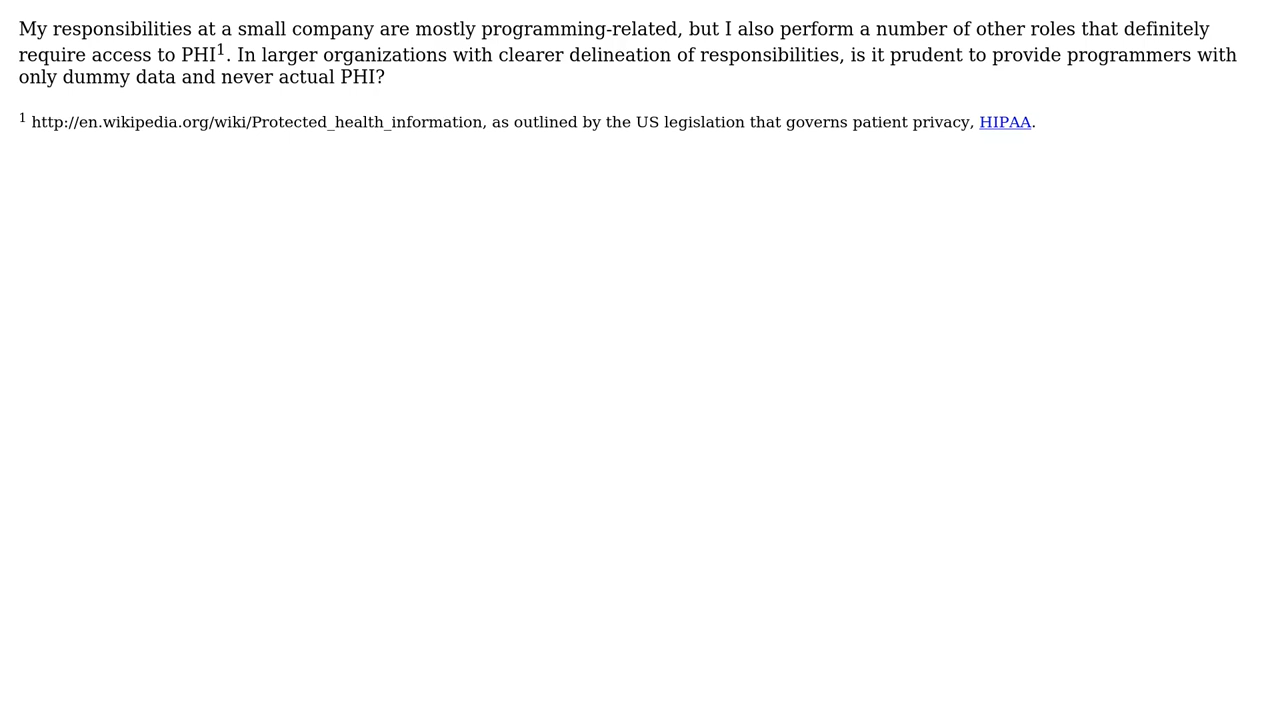 My responsibilities at a small company are mostly programming-related, but I also perform a number of other roles that definitely
require access to PHI1. In larger organizations with clearer delineation of responsibilities, is it prudent to provide programmers with
only dummy data and never actual PHI?
1 http://en.wikipedia.org/wiki/Protected_health_information, as outlined by the US legislation that governs patient privacy, HIPAA.